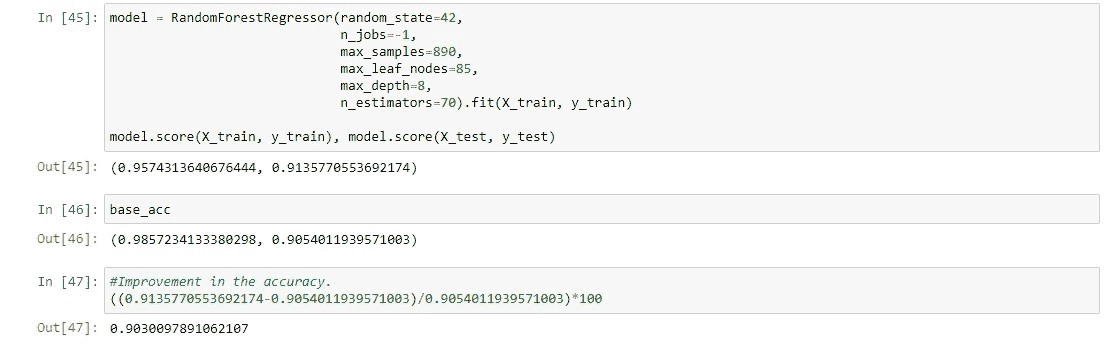 In [45]: model = RandomForestRegressor(random_state=42,
n_jobs=-1,
max_samples=890,
max_leaf_nodes=85,
max_depth=8,
n_estimators=70).fit(X_train, y_train)
model.score(X_train, y_train), model.score(X_test, y_test)
Out[45]: (0.9574313640676444, 0.9135770553692174)
In [46]: base_acc
Out[46]: (0.9857234133380298, 0.9054011939571003)
In [47]: #Improvement in the accuracy.
((0.9135770553692174-0.9054011939571003)/0.9054011939571003)*100
Out[47]: 0.9030097891062107